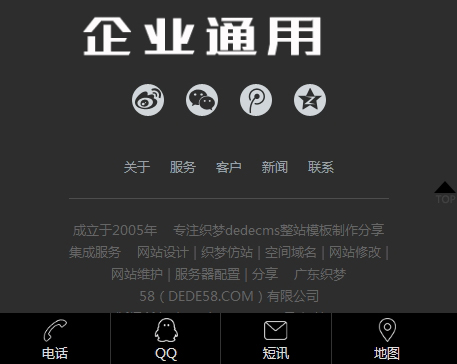 企业通用
关于 服务 客户 新闻 联系
TOP
成立于2005年 专注织梦dedecms整站模板制作分享
集成服务 网站设计 | 织梦仿站 | 空间域名 | 网站修改 |
网站维护 | 服务器配置 | 分享 广东织梦
58（DEDE58.COM）有限公司
电话 QQ 短讯 地图